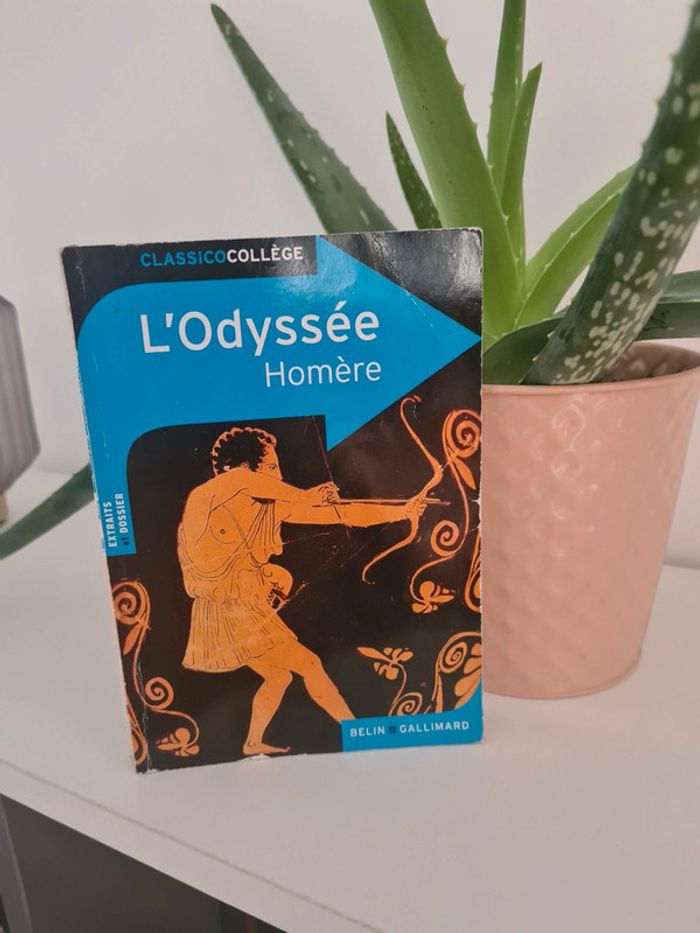 CLASSICOCOLLÈGE
L'Odyssée
Homère
EXTRAITS
et DOSSIER
BELIN ■ GALLIMARD